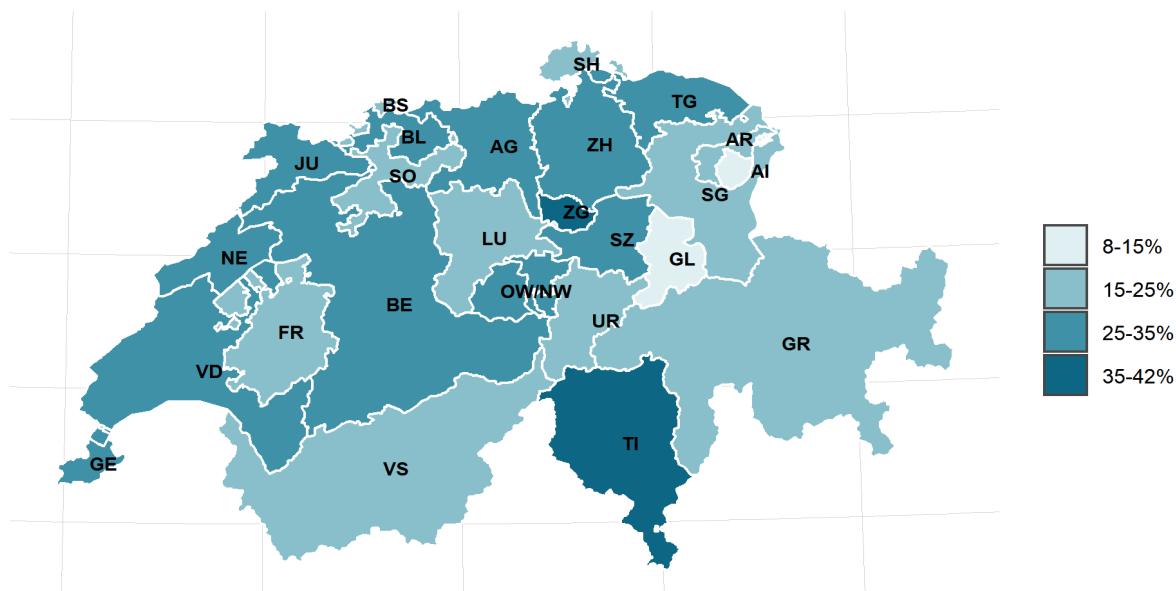 SH
TG
BS
BL
AR
AG
ZH
JU
AI
SO
SG
ZG
LU
SZ
NE
GL
OW/NW
BE
UR
FR
GR
VD
TI
GE
VS
8-15%
15-25%
25-35%
35-42%